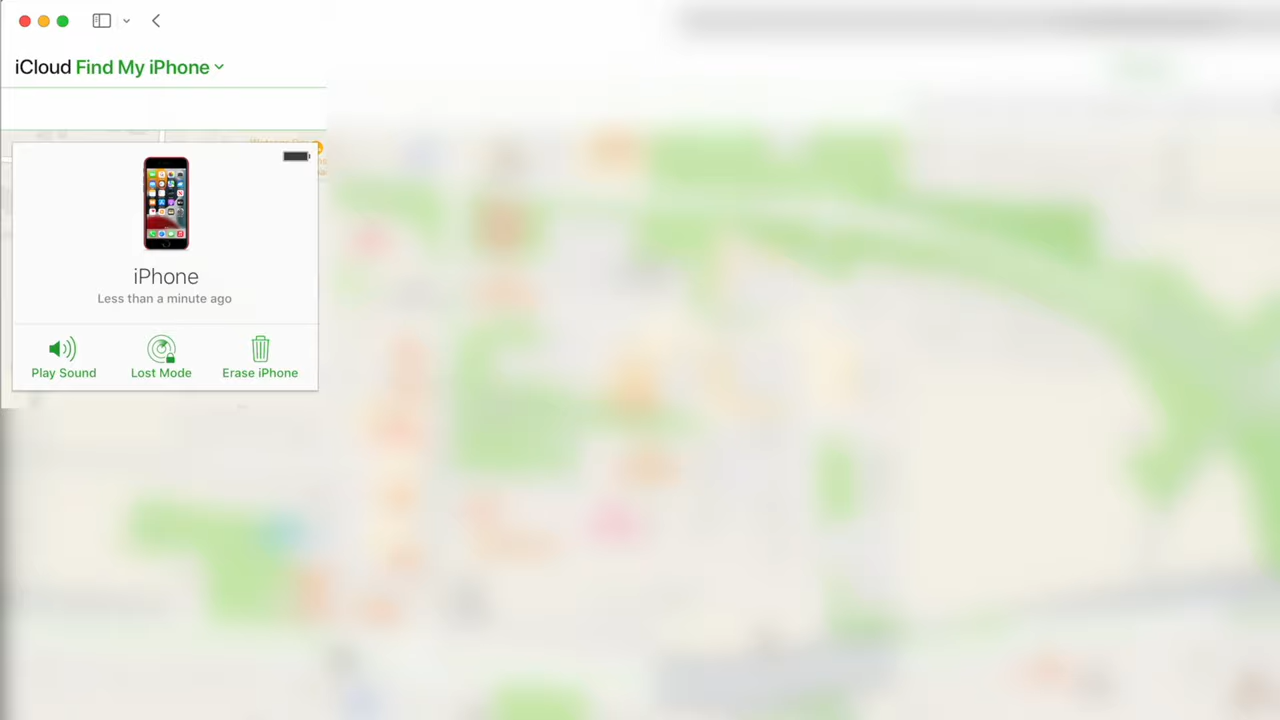 iCloud Find My iPhone
iPhone
Less than a minute ago
Play Sound
Lost Mode
Erase iPhone